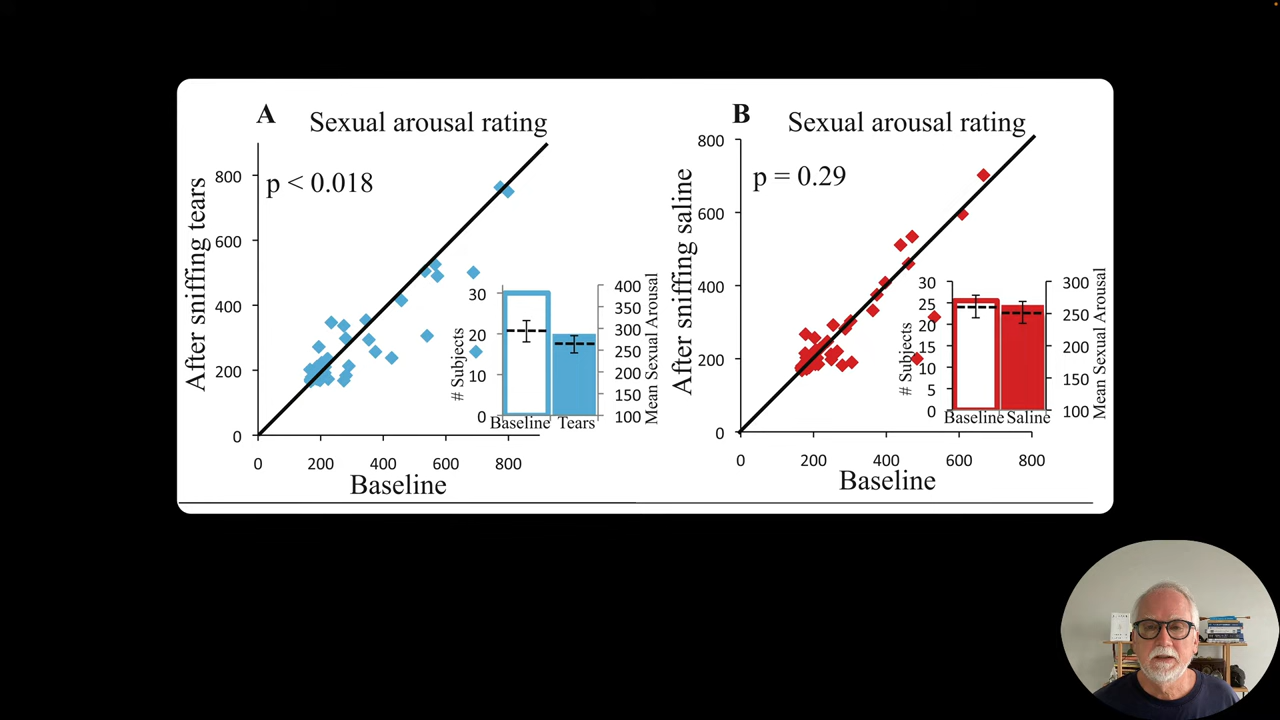 A
Sexual arousal rating
p < 0.018
After sniffing tears
800
600
400
200
0
0 200 400 600 800
Baseline
# Subjects
30
20
10
0
Baseline Tears
400
350
300
250
200
150
100
Mean Sexual Arousal
B
Sexual arousal rating
p = 0.29
After sniffing saline
800
600
400
200
0
0 200 400 600 800
Baseline
# Subjects
30
25
20
15
10
5
0
Baseline Saline
300
250
200
150
100
Mean Sexual Arousal